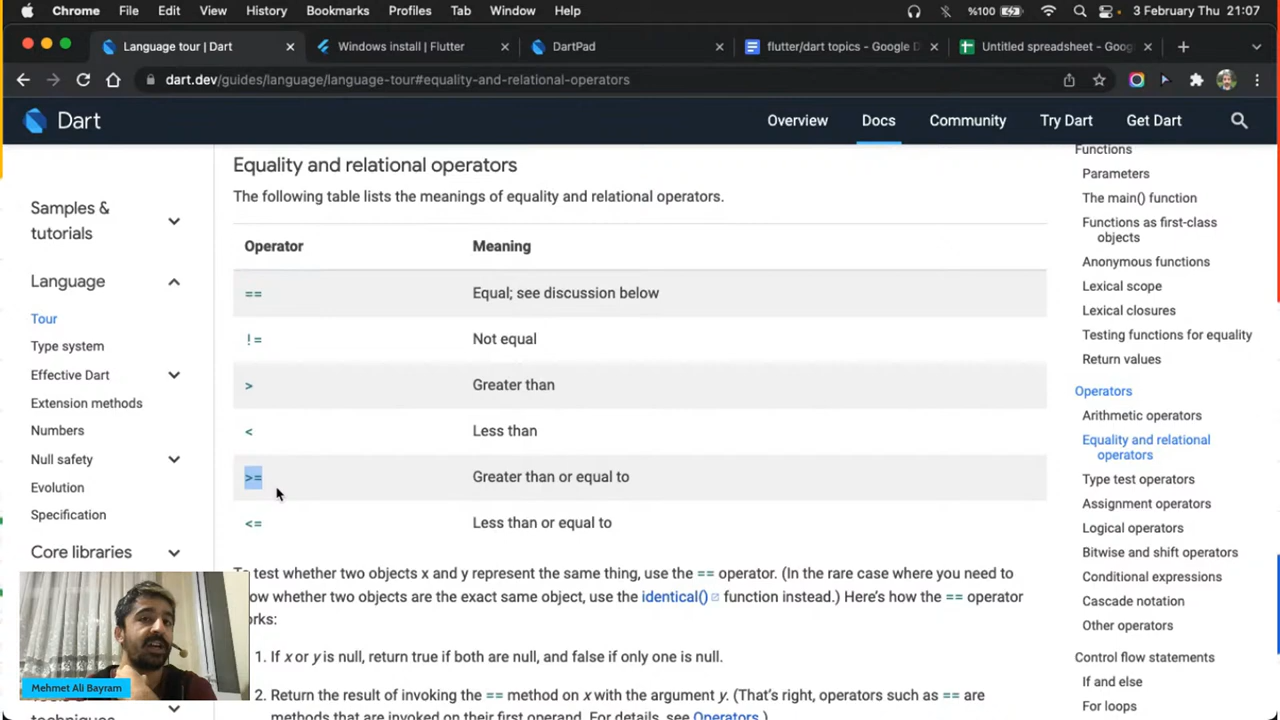 Chrome File Edit View History Bookmarks Profiles Tab Window Help %100 3 February Thu 21:07
Language tour | Dart Windows install | Flutter DartPad flutter/dart topics - Google D Untitled spreadsheet - Google
dart.dev/guides/language/language-tour#equality-and-relational-operators
Dart Overview Docs Community Try Dart Get Dart
Samples &
tutorials
Language
Tour
Type system
Effective Dart
Extension methods
Numbers
Null safety
Evolution
Specification
Core libraries
techniques
Mehmet Ali Bayram
Equality and relational operators
The following table lists the meanings of equality and relational operators.
Operator Meaning
== Equal; see discussion below
!= Not equal
> Greater than
< Less than
>= Greater than or equal to
<= Less than or equal to
To test whether two objects x and y represent the same thing, use the == operator. (In the rare case where you need to
ow whether two objects are the exact same object, use the identical() function instead.) Here's how the == operator
orks:
1. If x or y is null, return true if both are null, and false if only one is null.
2. Return the result of invoking the == method on x with the argument y. (That's right, operators such as == are
methods that are invoked on their first operand. For details, see Operators.)
Functions
Parameters
The main() function
Functions as first-class
objects
Anonymous functions
Lexical scope
Lexical closures
Testing functions for equality
Return values
Operators
Arithmetic operators
Equality and relational
operators
Type test operators
Assignment operators
Logical operators
Bitwise and shift operators
Conditional expressions
Cascade notation
Other operators
Control flow statements
If and else
For loops